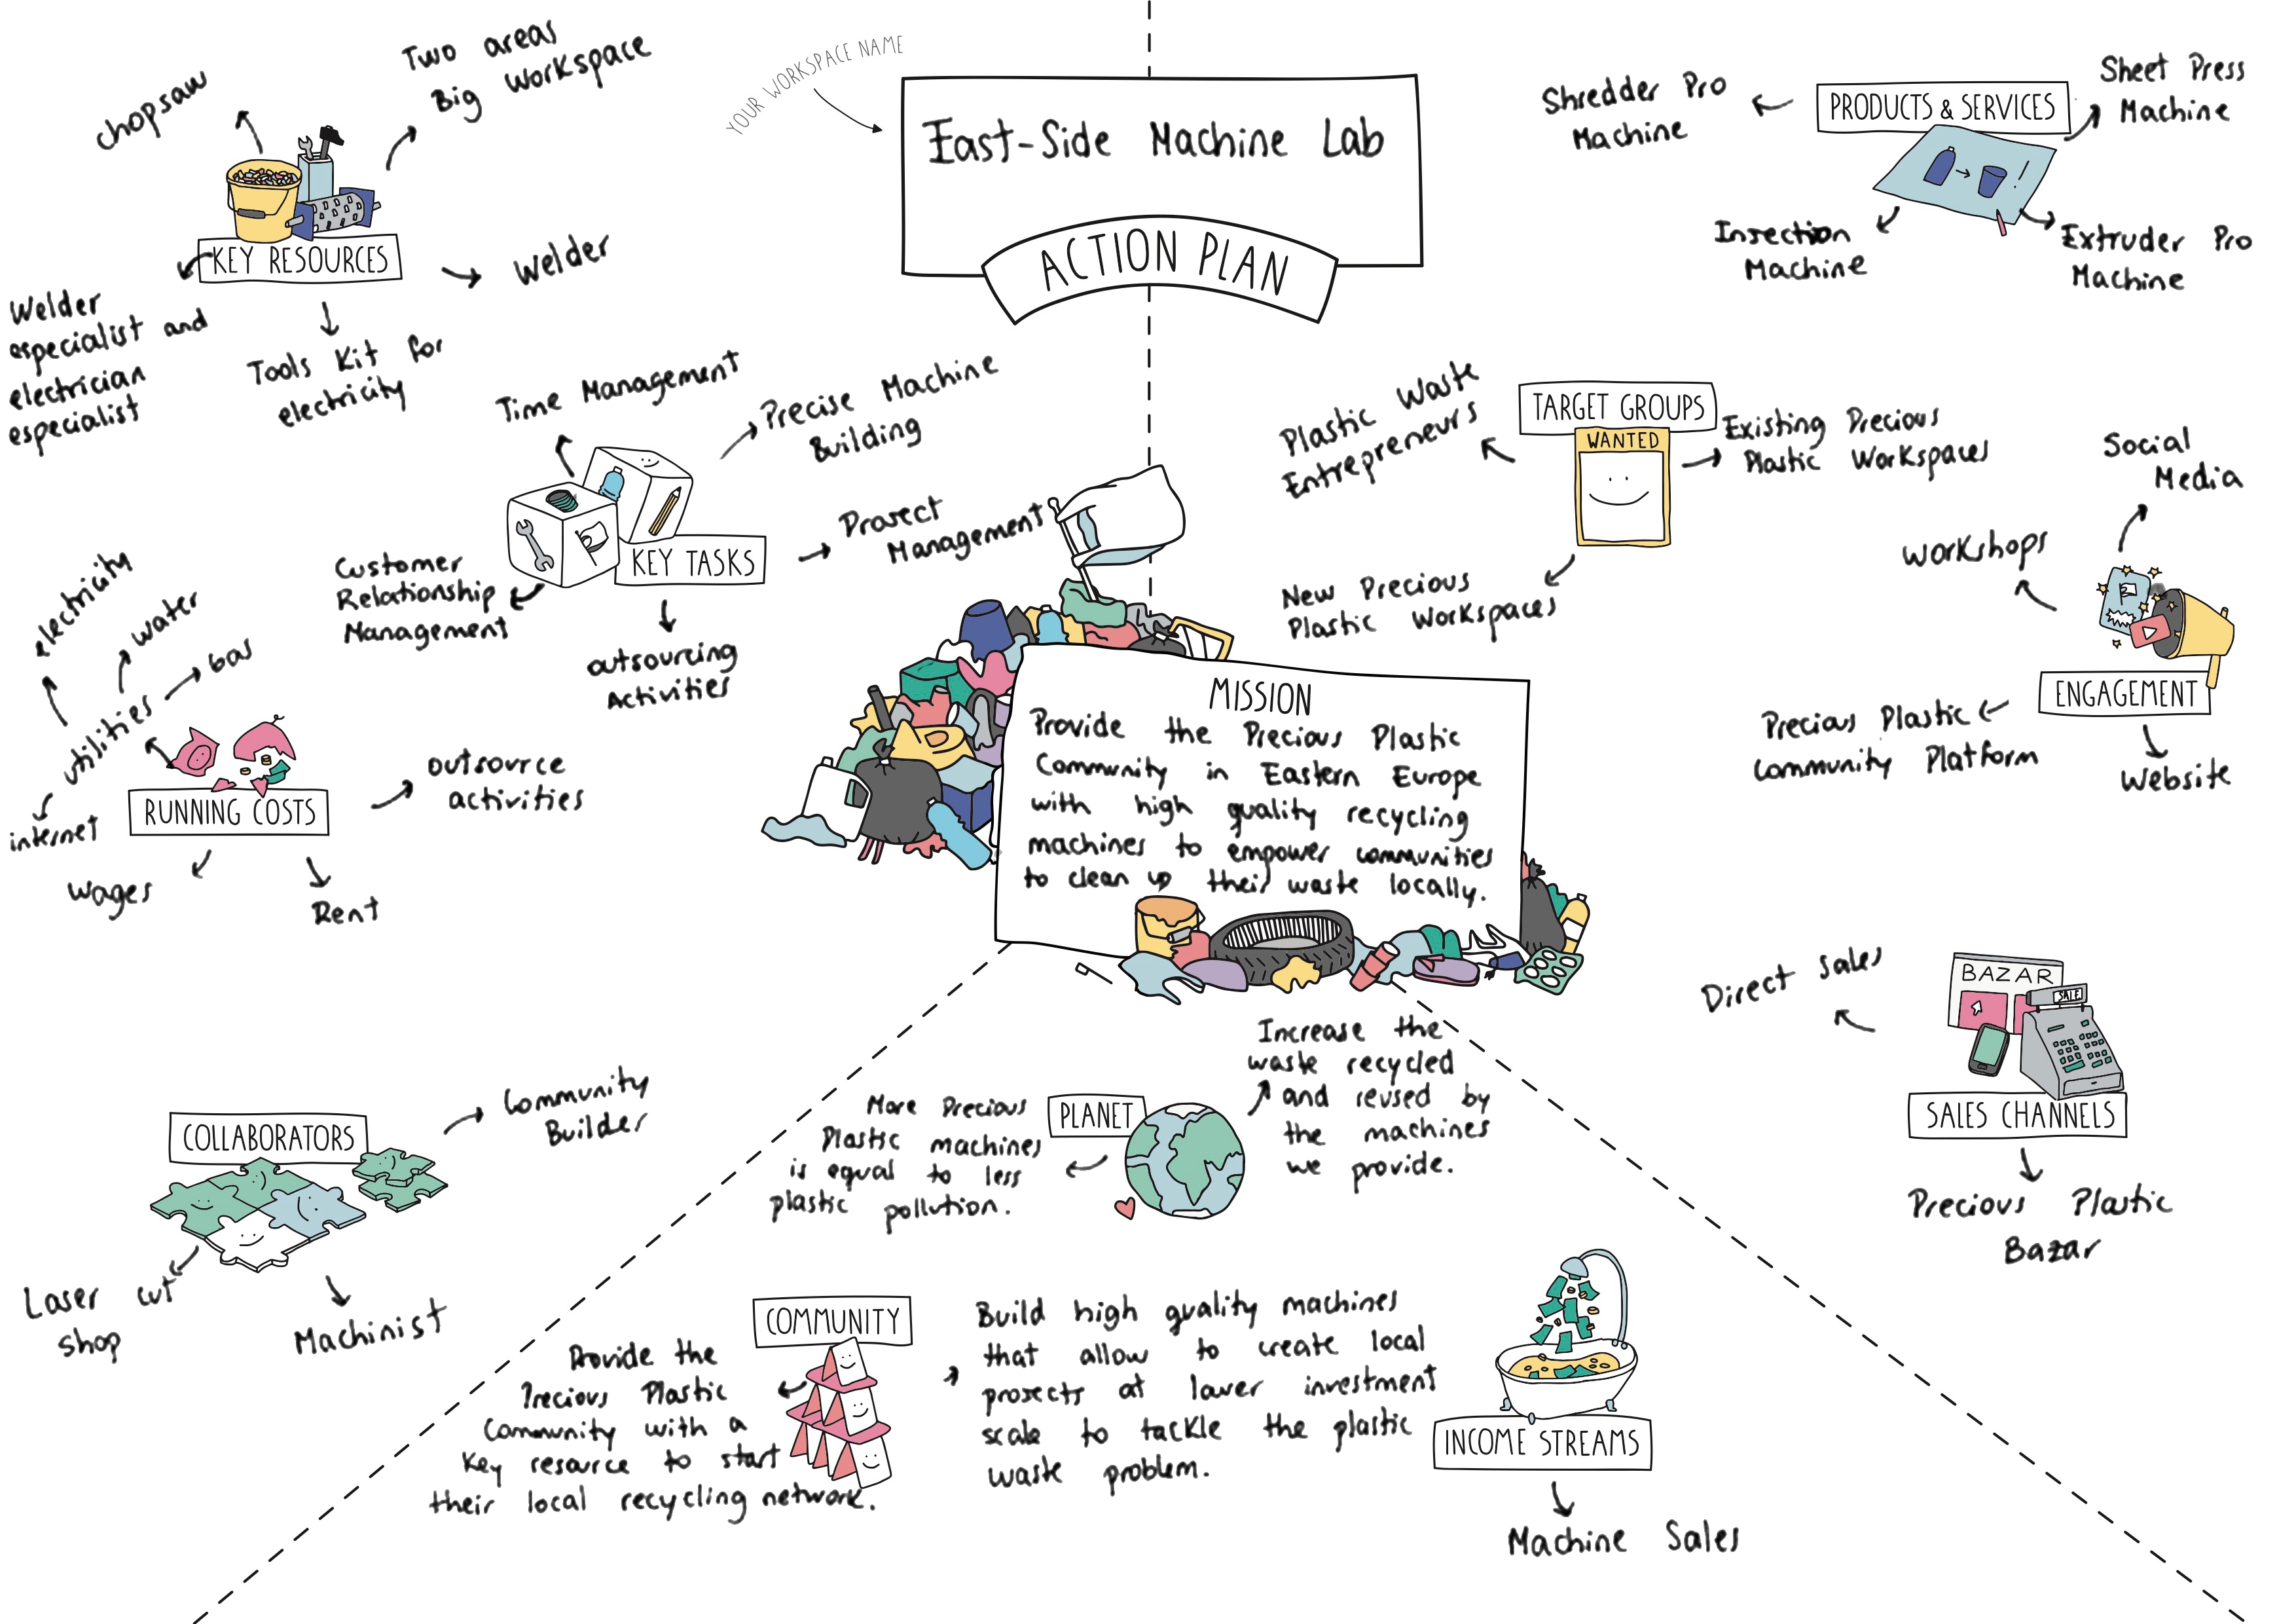 YOUR WORKSPACE NAME
East-Side Machine Lab
ACTION PLAN
chopsaw
Two areas
Big Workspace
KEY RESOURCES
Welder
Welder
especialist and
electrician
especialist
Tools Kit for
electricity
Time Management
Precise Machine
Building
KEY TASKS
Project
Management
Customer
Relationship
Management
outsourcing
Activities
electricity
water
Gas
utilities
internet
RUNNING COSTS
outsource
activities
wages
Rent
COLLABORATORS
Community
Builder
Laser cut
shop
Machinist
PRODUCTS & SERVICES
Shredder Pro
Machine
Sheet Press
Machine
Injection
Machine
Extruder Pro
Machine
TARGET GROUPS
WANTED
Plastic Waste
Entrepreneurs
Existing Precious
Plastic Workspaces
New Precious
Plastic Workspaces
Social
Media
workshops
ENGAGEMENT
Precious Plastic
Community Platform
Website
MISSION
Provide the Precious Plastic
Community in Eastern Europe
with high quality recycling
machines to empower communities
to clean up their waste locally.
Direct Sales
BAZAR
SALE
SALES CHANNELS
Precious Plastic
Bazar
PLANET
More Precious
Plastic machines
is equal to less
plastic pollution.
Increase the
waste recycled
and reused by
the machines
we provide.
COMMUNITY
Provide the
Precious Plastic
Community with a
Key resource to start
their local recycling network.
Build high quality machines
that allow to create local
projects at lower investment
scale to tackle the plastic
waste problem.
INCOME STREAMS
Machine Sales